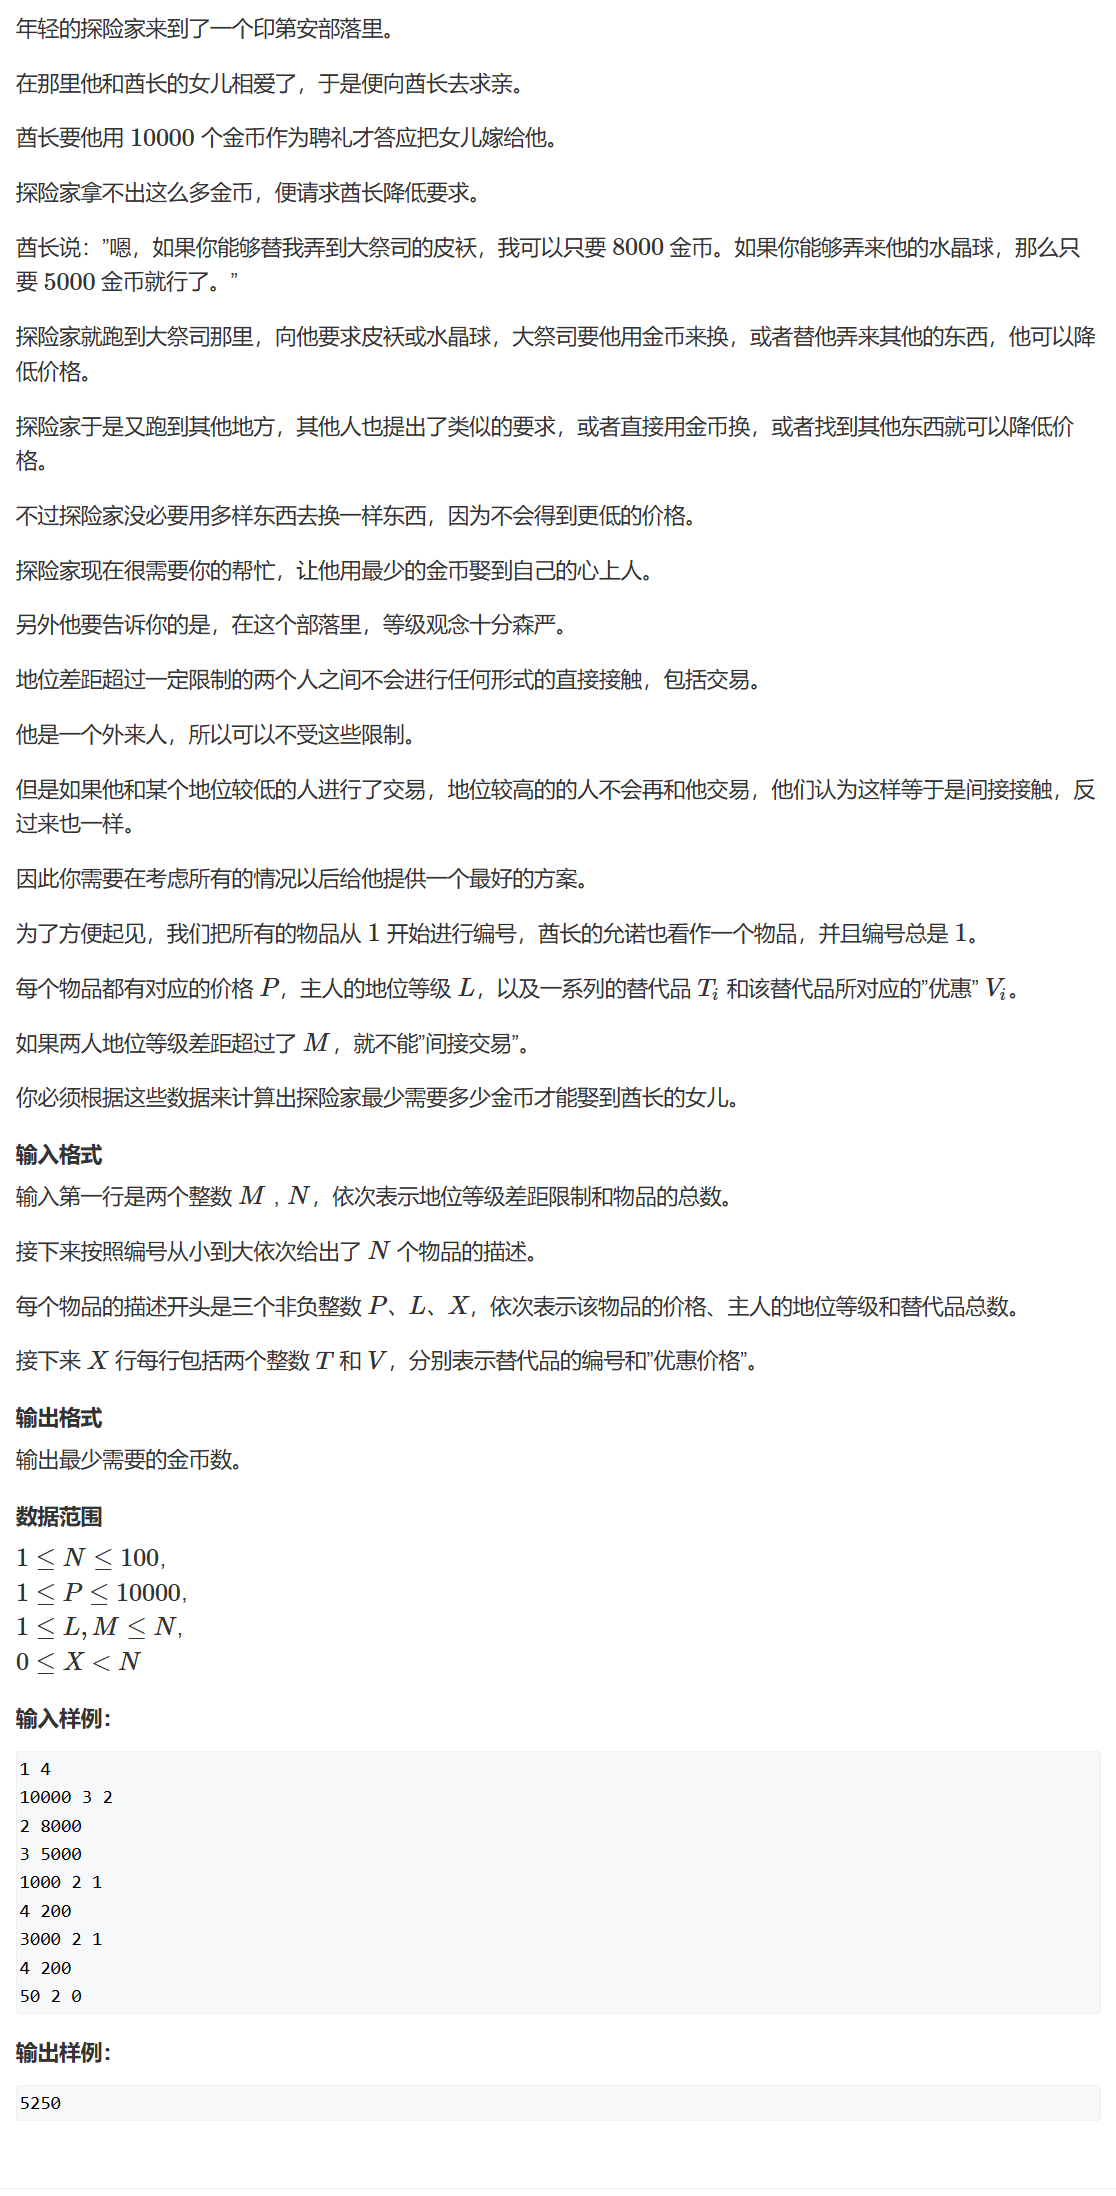 年轻的探险家来到了一个印第安部落里。
在那里他和酋长的女儿相爱了，于是便向酋长去求亲。
酋长要他用 10000 个金币作为聘礼才答应把女儿嫁给他。
探险家拿不出这么多金币，便请求酋长降低要求。
酋长说：”嗯，如果你能够替我弄到大祭司的皮袄，我可以只要 8000 金币。如果你能够弄来他的水晶球，那么只
要 5000 金币就行了。”
探险家就跑到大祭司那里，向他要求皮袄或水晶球，大祭司要他用金币来换，或者替他弄来其他的东西，他可以降
低价格。
探险家于是又跑到其他地方，其他人也提出了类似的要求，或者直接用金币换，或者找到其他东西就可以降低价
格。
不过探险家没必要用多样东西去换一样东西，因为不会得到更低的价格。
探险家现在很需要你的帮忙，让他用最少的金币娶到自己的心上人。
另外他要告诉你的是，在这个部落里，等级观念十分森严。
地位差距超过一定限制的两个人之间不会进行任何形式的直接接触，包括交易。
他是一个外来人，所以可以不受这些限制。
但是如果他和某个地位较低的人进行了交易，地位较高的的人不会再和他交易，他们认为这样等于是间接接触，反
过来也一样。
因此你需要在考虑所有的情况以后给他提供一个最好的方案。
为了方便起见，我们把所有的物品从 1 开始进行编号，酋长的允诺也看作一个物品，并且编号总是 1。
每个物品都有对应的价格 P，主人的地位等级 L，以及一系列的替代品 Ti 和该替代品所对应的”优惠” Vi。
如果两人地位等级差距超过了 M，就不能”间接交易”。
你必须根据这些数据来计算出探险家最少需要多少金币才能娶到酋长的女儿。
输入格式
输入第一行是两个整数 M , N，依次表示地位等级差距限制和物品的总数。
接下来按照编号从小到大依次给出了 N 个物品的描述。
每个物品的描述开头是三个非负整数 P、L、X，依次表示该物品的价格、主人的地位等级和替代品总数。
接下来 X 行每行包括两个整数 T 和 V，分别表示替代品的编号和”优惠价格”。
输出格式
输出最少需要的金币数。
数据范围
1 ≤ N ≤ 100,
1 ≤ P ≤ 10000,
1 ≤ L, M ≤ N,
0 ≤ X < N
输入样例：
1 4
10000 3 2
2 8000
3 5000
1000 2 1
4 200
3000 2 1
4 200
50 2 0
输出样例：
5250